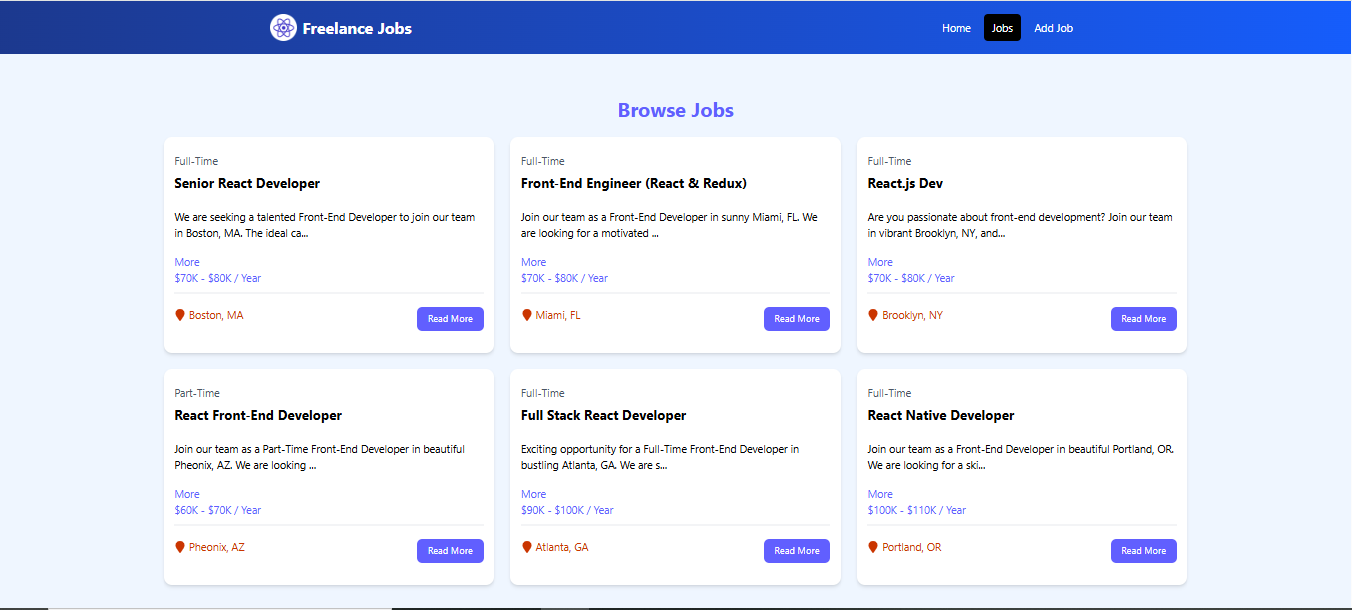 Freelance Jobs
Home
Jobs
Add Job
Browse Jobs
Full-Time
Senior React Developer
We are seeking a talented Front-End Developer to join our team
in Boston, MA. The ideal ca...
More
$70K - $80K / Year
Boston, MA
Read More
Full-Time
Front-End Engineer (React & Redux)
Join our team as a Front-End Developer in sunny Miami, FL. We
are looking for a motivated ...
More
$70K - $80K / Year
Miami, FL
Read More
Full-Time
React.js Dev
Are you passionate about front-end development? Join our team
in vibrant Brooklyn, NY, and...
More
$70K - $80K / Year
Brooklyn, NY
Read More
Part-Time
React Front-End Developer
Join our team as a Part-Time Front-End Developer in beautiful
Pheonix, AZ. We are looking ...
More
$60K - $70K / Year
Pheonix, AZ
Read More
Full-Time
Full Stack React Developer
Exciting opportunity for a Full-Time Front-End Developer in
bustling Atlanta, GA. We are s...
More
$90K - $100K / Year
Atlanta, GA
Read More
Full-Time
React Native Developer
Join our team as a Front-End Developer in beautiful Portland, OR.
We are looking for a ski...
More
$100K - $110K / Year
Portland, OR
Read More